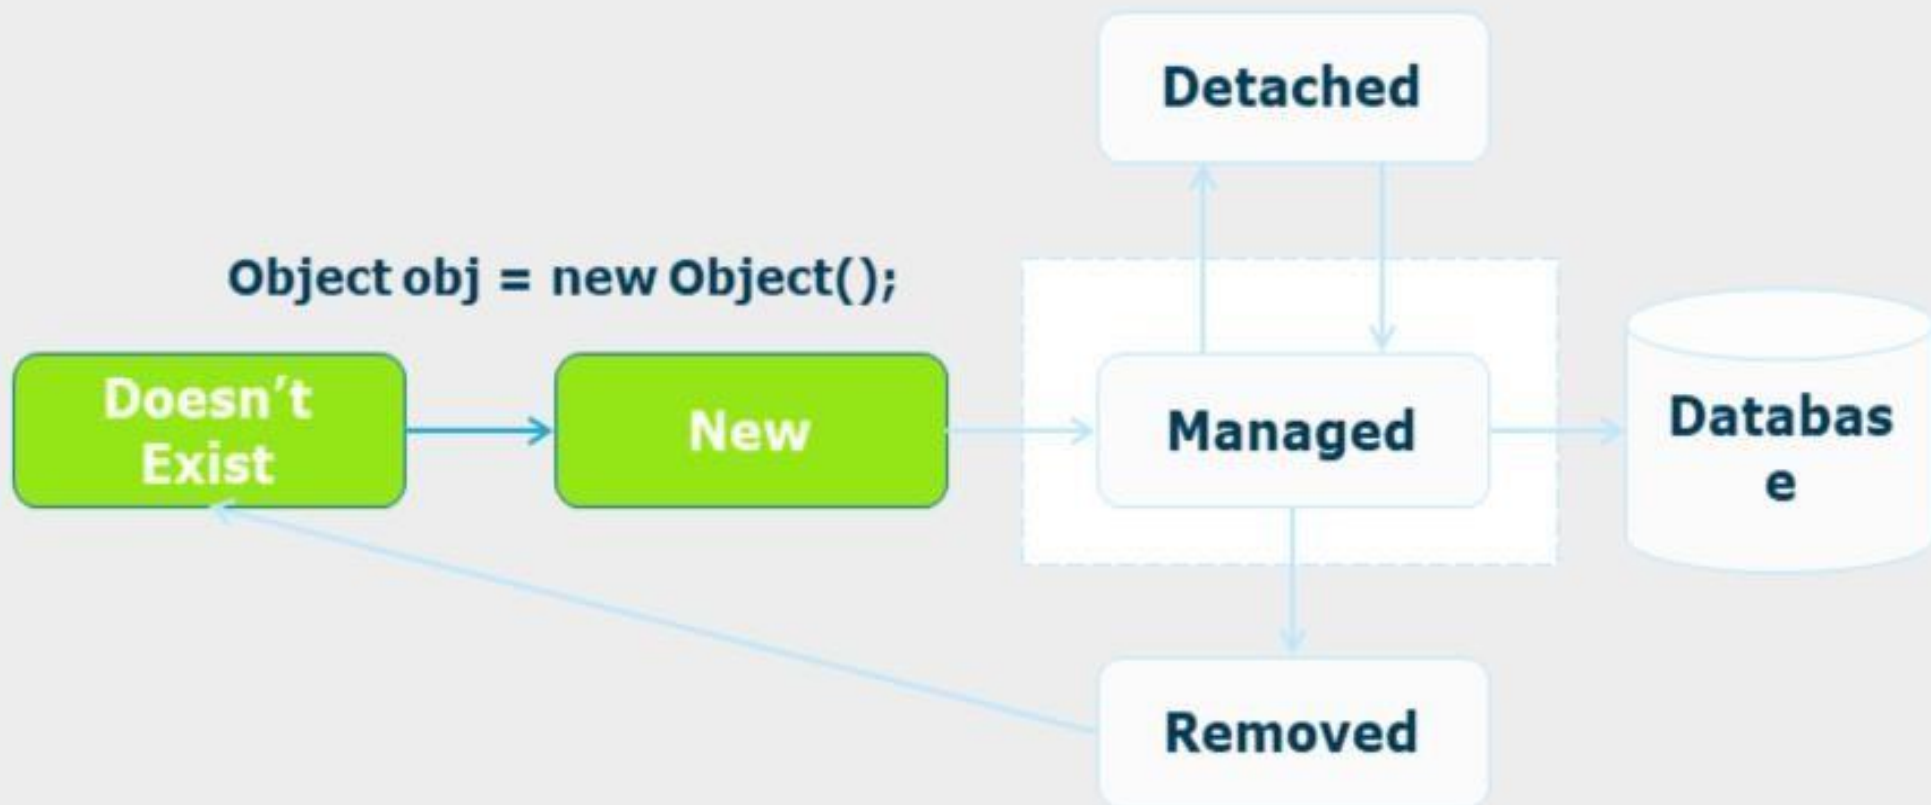 Detached
Object obj = new Object();
Doesn't
Exist
New
Managed
Databas
e
Removed